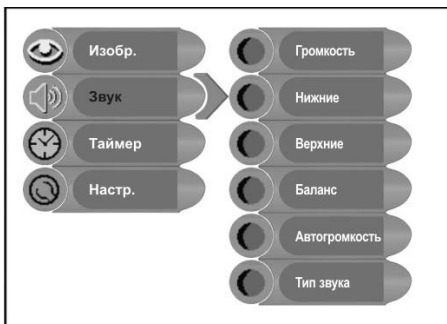 Изобр.
Звук
Таймер
Настр.
Громкость
Нижние
Верхние
Баланс
Автогромкость
Тип звука